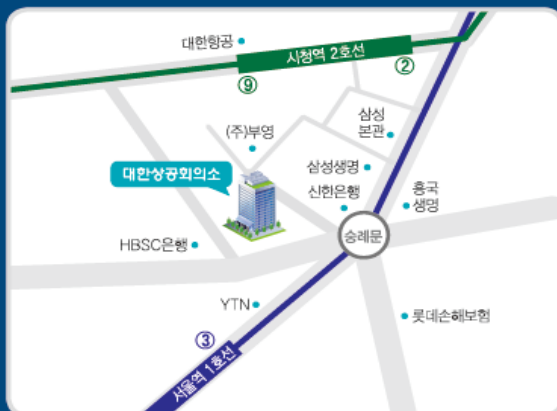 대한항공
시청역 2호선
⑨
②
삼성
본관
(주)부영
삼성생명
대한상공회의소
신한은행
흥국
생명
숭례문
HBSC은행
YTN
롯데손해보험
③
서울역 1호선